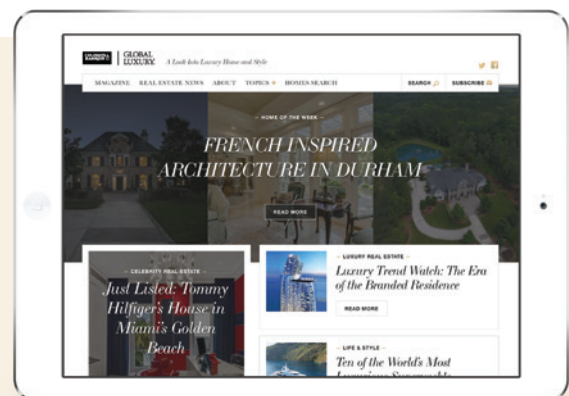 COLDWELL BANKER
GLOBAL
LUXURY.
A Look Into Luxury Home and Style
MAGAZINE REAL ESTATE NEWS ABOUT TOPICS HOMES SEARCH SEARCH SUBSCRIBE
– HOME OF THE WEEK –
FRENCH INSPIRED
ARCHITECTURE IN DURHAM
READ MORE
– CELEBRITY REAL ESTATE –
Just Listed: Tommy
Hilfiger's House in
Miami's Golden
Beach
– LUXURY REAL ESTATE –
Luxury Trend Watch: The Era
of the Branded Residence
READ MORE
– LIFE & STYLE –
Ten of the World's Most